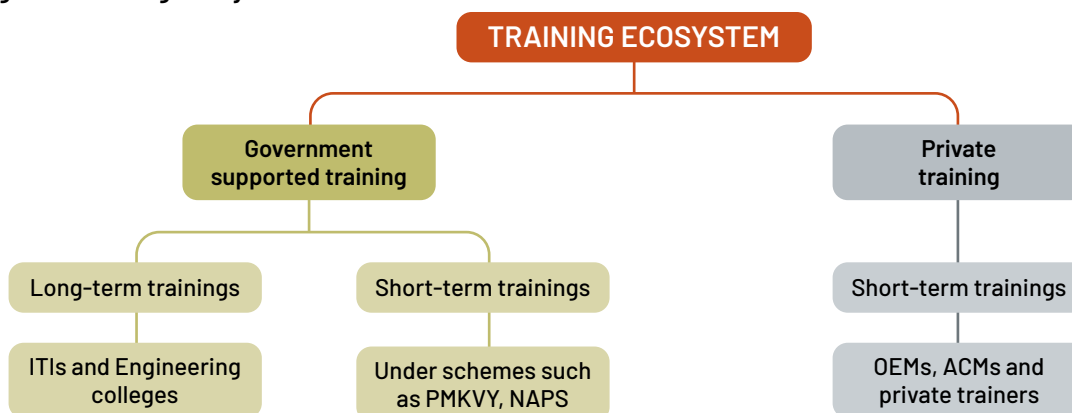 TRAINING ECOSYSTEM
Government
supported training
Private
training
Long-term trainings
Short-term trainings
Short-term trainings
ITIs and Engineering
colleges
Under schemes such
as PMKVY, NAPS
OEMs, ACMs and
private trainers